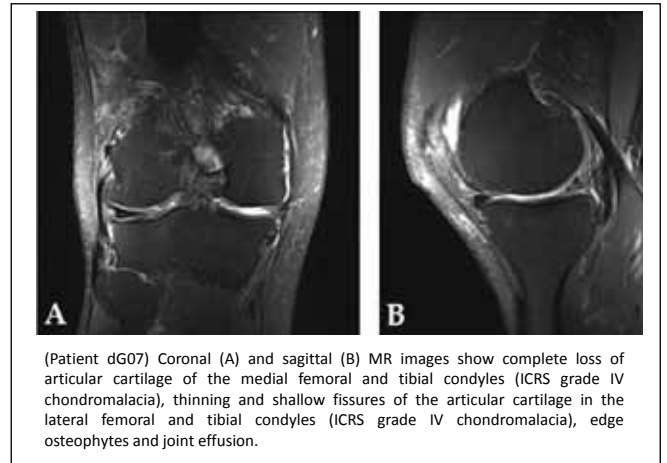 A
B
(Patient dG07) Coronal (A) and sagittal (B) MR images show complete loss of
articular cartilage of the medial femoral and tibial condyles (ICRS grade IV
chondromalacia), thinning and shallow fissures of the articular cartilage in the
lateral femoral and tibial condyles (ICRS grade IV chondromalacia), edge
osteophytes and joint effusion.